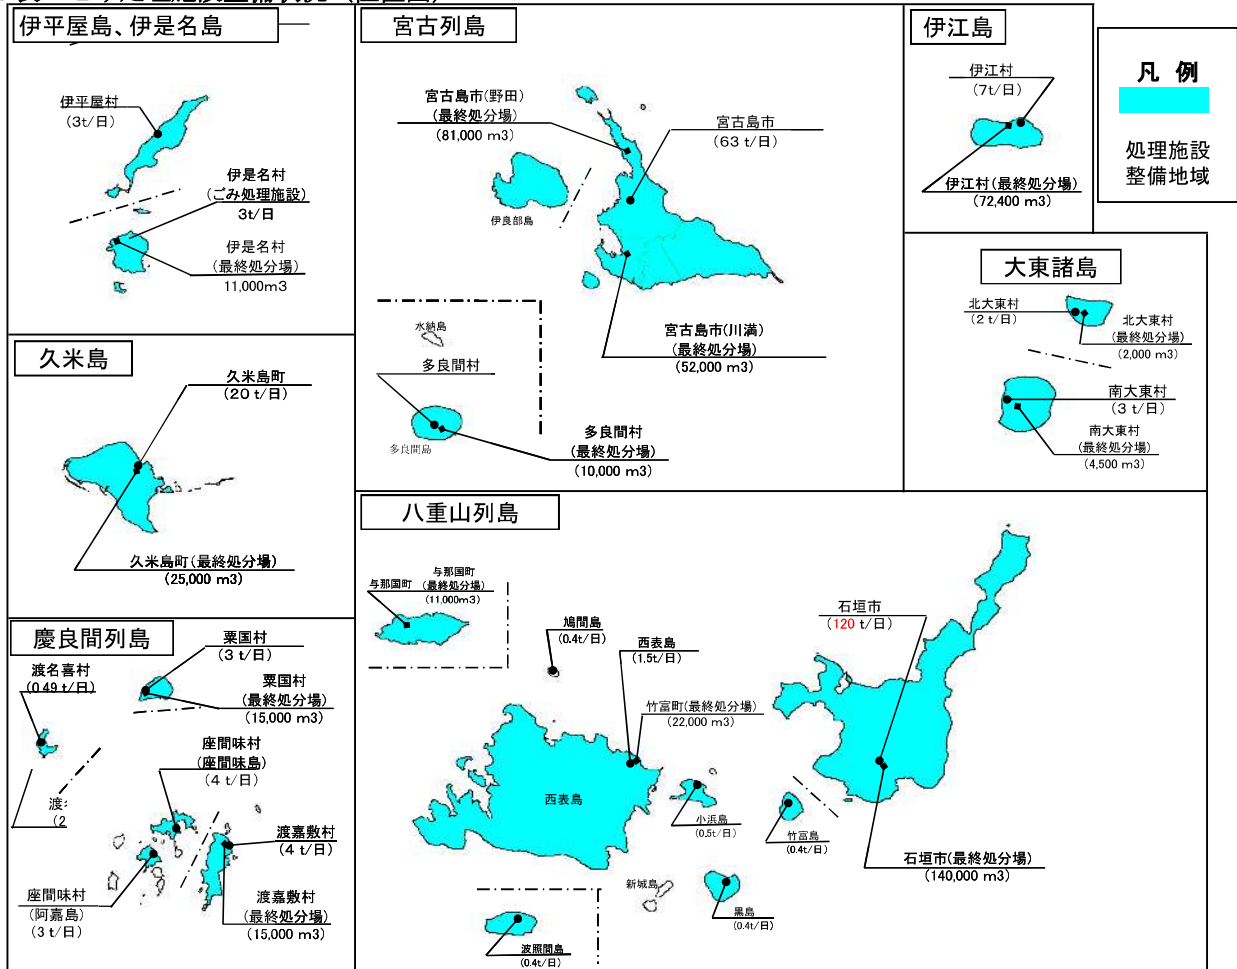 伊平屋島、伊是名島
伊平屋村
(3t/日)
伊是名村
(ごみ処理施設)
3t/日
伊是名村
(最終処分場)
11,000m3
久米島
久米島町
(20 t/日)
久米島町(最終処分場)
(25,000 m3)
慶良間列島
粟国村
(3 t/日)
渡名喜村
(0.49 t/日)
粟国村
(最終処分場)
(15,000 m3)
座間味村
(座間味島)
(4 t/日)
渡嘉敷村
(4 t/日)
座間味村
(阿嘉島)
(3 t/日)
渡嘉敷村
(最終処分場)
(15,000 m3)
宮古列島
宮古島市(野田)
(最終処分場)
(81,000 m3)
宮古島市
(63 t/日)
伊良部島
宮古島市(川満)
(最終処分場)
(52,000 m3)
水納島
多良間村
多良間島
多良間村
(最終処分場)
(10,000 m3)
伊江島
伊江村
(7t/日)
伊江村(最終処分場)
(72,400 m3)
凡 例
処理施設
整備地域
大東諸島
北大東村
(2 t/日)
北大東村
(最終処分場)
(2,000 m3)
南大東村
(3 t/日)
南大東村
(最終処分場)
(4,500 m3)
八重山列島
与那国町
与那国町
(最終処分場)
(11,000m3)
鳩間島
(0.4t/日)
西表島
(1.5t/日)
竹富町(最終処分場)
(22,000 m3)
石垣市
(120 t/日)
西表島
小浜島
(0.5t/日)
竹富島
(0.4t/日)
石垣市(最終処分場)
(140,000 m3)
新城島
黒島
(0.4t/日)
波照間島
(0.4t/日)